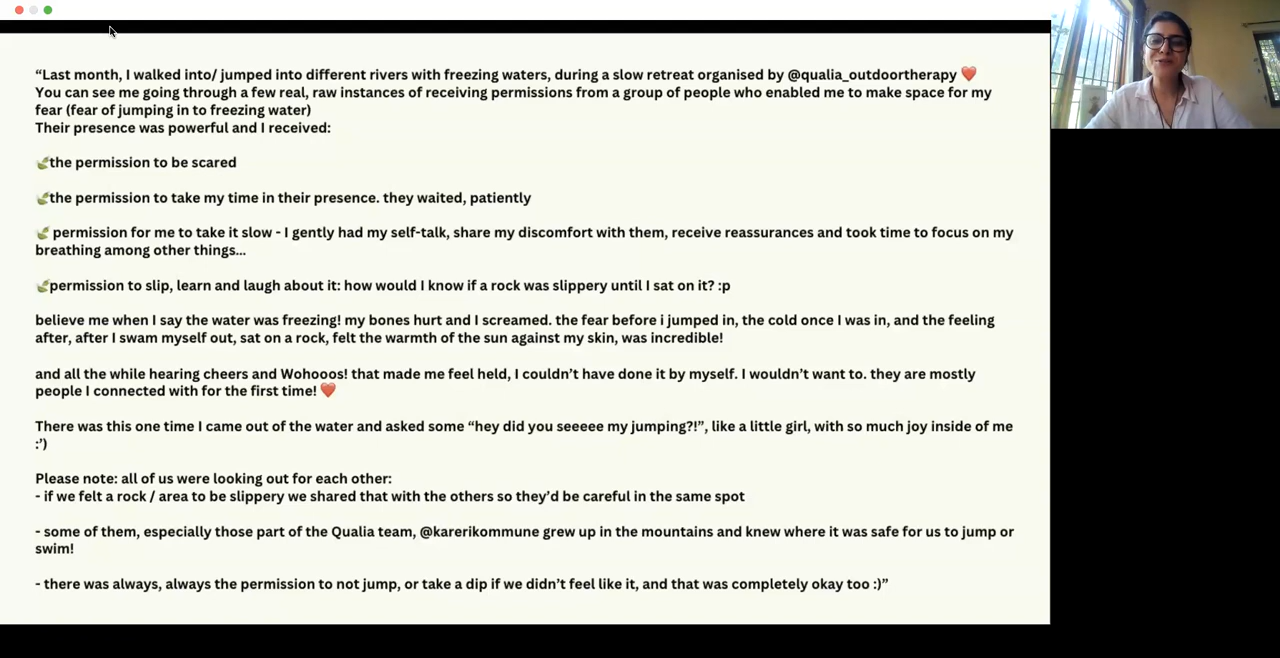 “Last month, I walked into/ jumped into different rivers with freezing waters, during a slow retreat organised by @qualia_outdoortherapy ❤️
You can see me going through a few real, raw instances of receiving permissions from a group of people who enabled me to make space for my
fear (fear of jumping in to freezing water)
Their presence was powerful and I received:
🌿the permission to be scared
🌿the permission to take my time in their presence. they waited, patiently
🌿 permission for me to take it slow - I gently had my self-talk, share my discomfort with them, receive reassurances and took time to focus on my
breathing among other things...
🌿permission to slip, learn and laugh about it: how would I know if a rock was slippery until I sat on it? :p
believe me when I say the water was freezing! my bones hurt and I screamed. the fear before i jumped in, the cold once I was in, and the feeling
after, after I swam myself out, sat on a rock, felt the warmth of the sun against my skin, was incredible!
and all the while hearing cheers and Wohooos! that made me feel held, I couldn’t have done it by myself. I wouldn’t want to. they are mostly
people I connected with for the first time! ❤️
There was this one time I came out of the water and asked some “hey did you seeeee my jumping?!”, like a little girl, with so much joy inside of me
:’)
Please note: all of us were looking out for each other:
- if we felt a rock / area to be slippery we shared that with the others so they’d be careful in the same spot
- some of them, especially those part of the Qualia team, @karerikommune grew up in the mountains and knew where it was safe for us to jump or
swim!
- there was always, always the permission to not jump, or take a dip if we didn’t feel like it, and that was completely okay too :)”